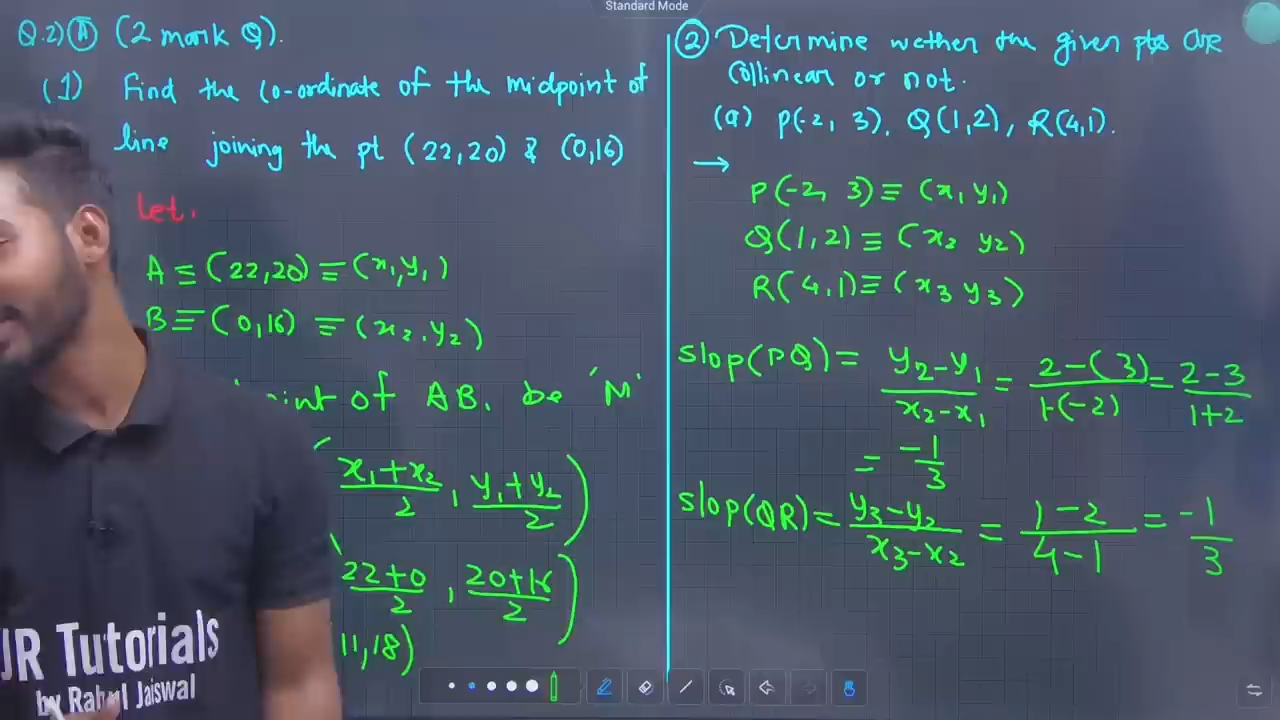 Standard Mode
Q.2) (A) (2 mark Q).
(1) Find the co-ordinate of the midpoint of
line joining the pt (22,20) & (0,16)
Let.
A ≡ (22,20) ≡ (x₁,y₁)
B ≡ (0,16) ≡ (x₂,y₂)
of AB. be 'M'
(x₁+x₂/2, y₁+y₂/2)
(22+0/2, 20+16/2)
11,18)
② Determine wether the given pts are
collinear or not.
(a) P(-2, 3), Q(1,2), R(4,1).
→
P(-2, 3) ≡ (x₁ y₁)
Q(1,2) ≡ (x₂ y₂)
R(4,1) ≡ (x₃ y₃)
slop(PQ) = y₂-y₁/x₂-x₁ = 2-(3)/1-(-2) = 2-3/1+2
= -1/3
slop(QR) = y₃-y₂/x₃-x₂ = 1-2/4-1 = -1/3
JR Tutorials
by Rahul Jaiswal